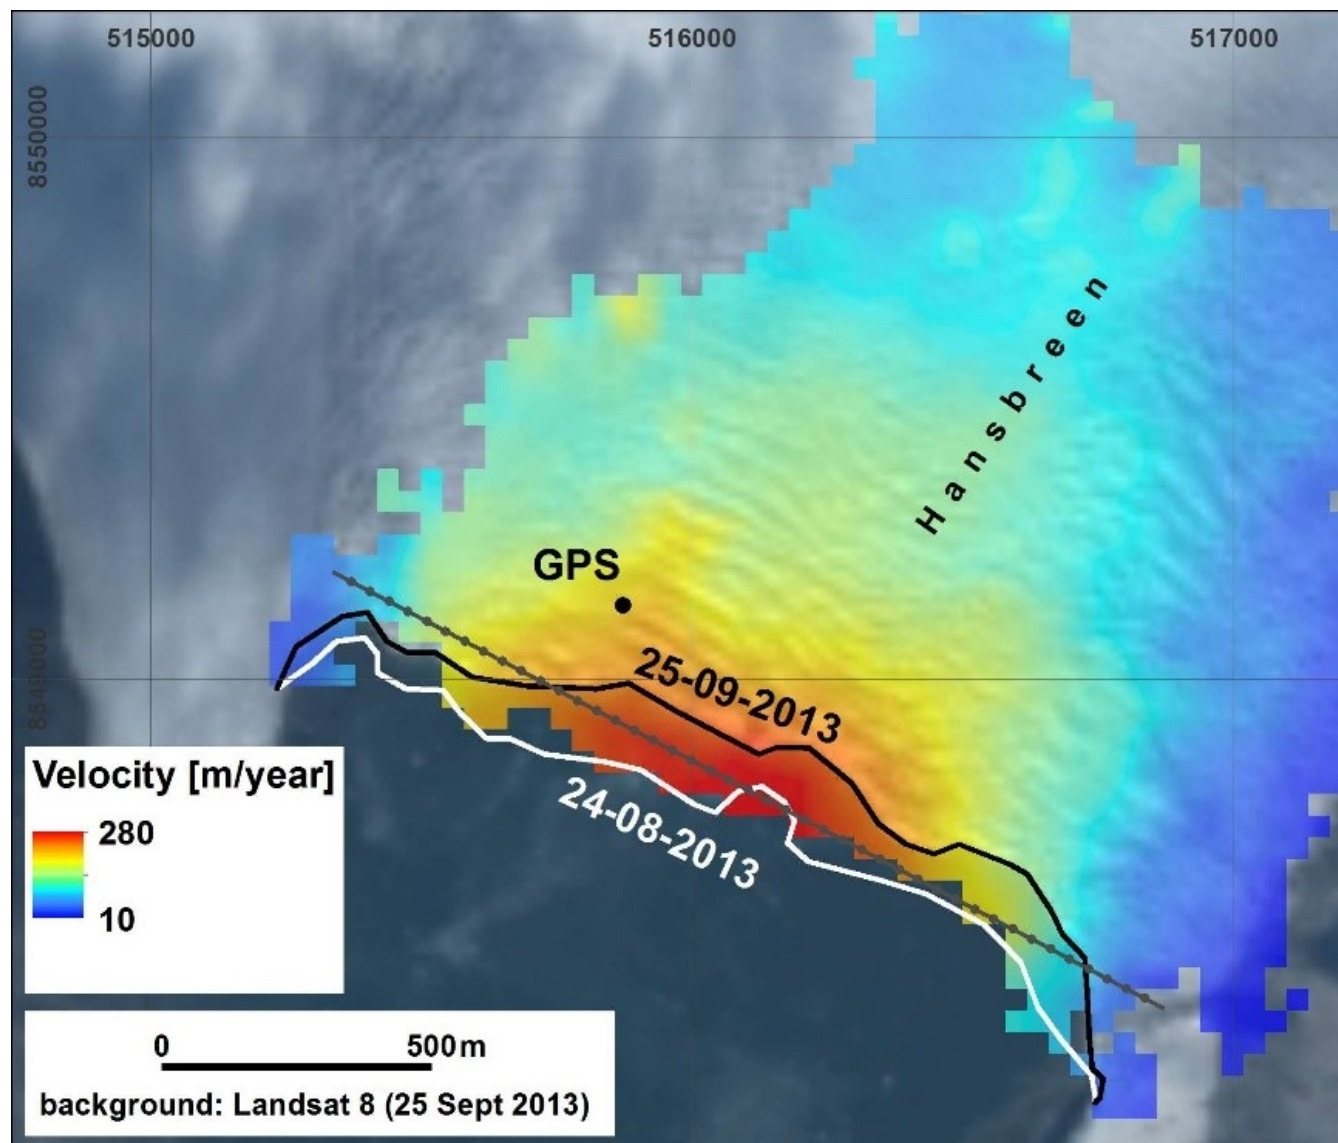 515000 516000 517000
8550000
Hansbreen
GPS
8549000
25-09-2013
24-08-2013
Velocity [m/year]
280
10
0 500m
background: Landsat 8 (25 Sept 2013)